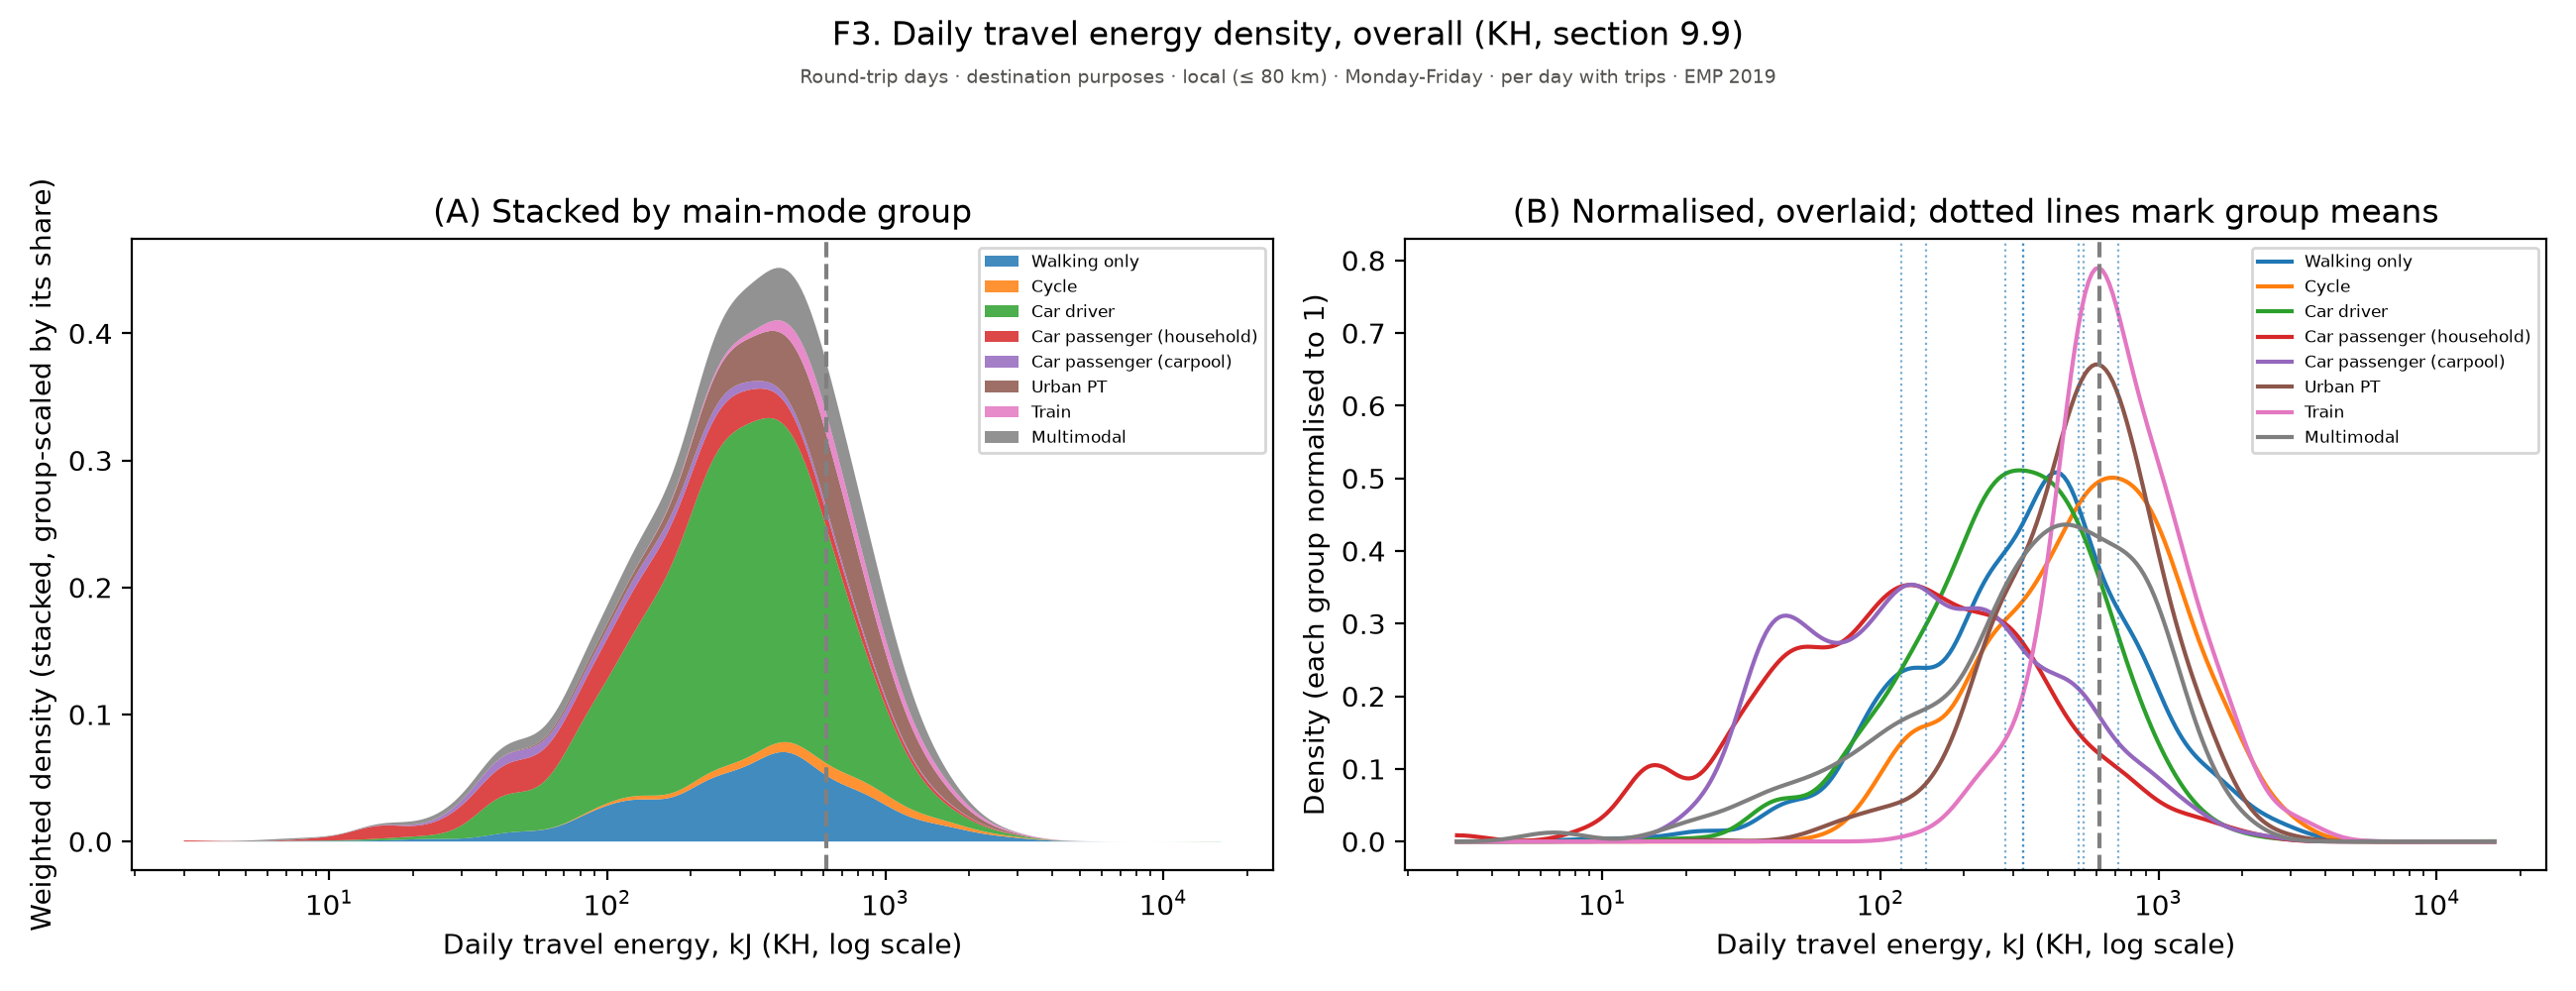 F3. Daily travel energy density, overall (KH, section 9.9)
Round-trip days · destination purposes · local (≤ 80 km) · Monday-Friday · per day with trips · EMP 2019
(A) Stacked by main-mode group
Weighted density (stacked, group-scaled by its share)
0.4
0.3
0.2
0.1
0.0
Walking only
Cycle
Car driver
Car passenger (household)
Car passenger (carpool)
Urban PT
Train
Multimodal
10¹ 10² 10³ 10⁴
Daily travel energy, kJ (KH, log scale)
(B) Normalised, overlaid; dotted lines mark group means
Density (each group normalised to 1)
0.8
0.7
0.6
0.5
0.4
0.3
0.2
0.1
0.0
Walking only
Cycle
Car driver
Car passenger (household)
Car passenger (carpool)
Urban PT
Train
Multimodal
10¹ 10² 10³ 10⁴
Daily travel energy, kJ (KH, log scale)